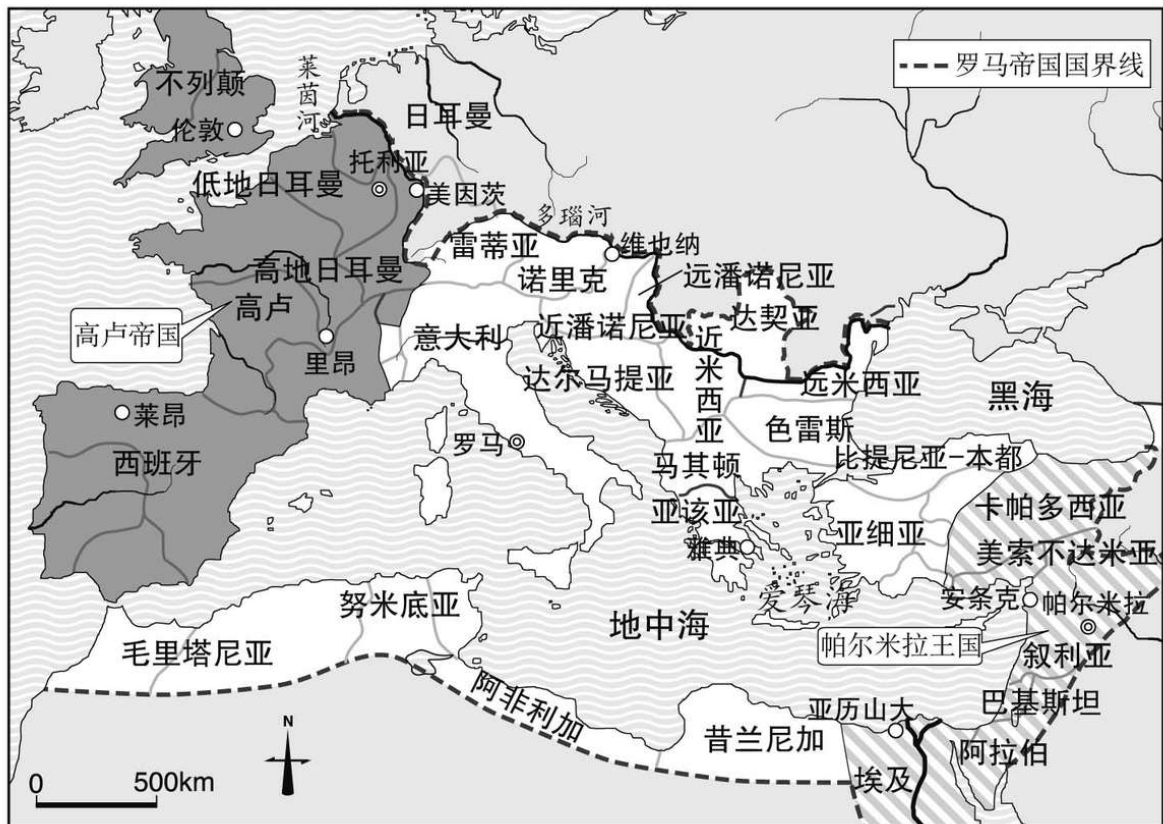 罗马帝国国界线
不列颠
伦敦
莱茵河
日耳曼
托利亚
低地日耳曼
美因茨
多瑙河
雷蒂亚
维也纳
高地日耳曼
诺里克
远潘诺尼亚
高卢
高卢帝国
意大利
近潘诺尼亚
达契亚
近米西亚
里昂
达尔马提亚
远米西亚
黑海
莱昂
罗马
色雷斯
西班牙
马其顿
比提尼亚-本都
亚该亚
卡帕多西亚
亚细亚
雅典
美索不达米亚
爱琴海
安条克
帕尔米拉
努米底亚
地中海
帕尔米拉王国
毛里塔尼亚
叙利亚
阿非利加
巴基斯坦
亚历山大
昔兰尼加
阿拉伯
埃及
N
0 500km